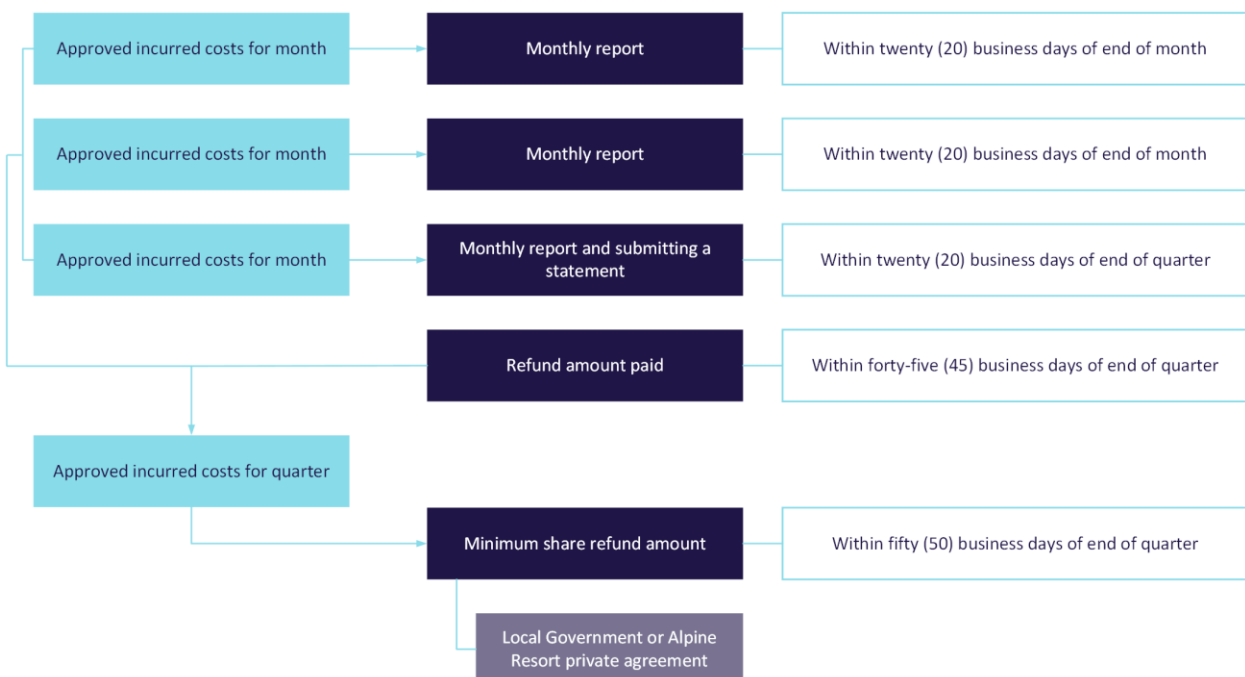 Approved incurred costs for month
Monthly report
Within twenty (20) business days of end of month
Approved incurred costs for month
Monthly report
Within twenty (20) business days of end of month
Approved incurred costs for month
Monthly report and submitting a
statement
Within twenty (20) business days of end of quarter
Refund amount paid
Within forty-five (45) business days of end of quarter
Approved incurred costs for quarter
Minimum share refund amount
Within fifty (50) business days of end of quarter
Local Government or Alpine
Resort private agreement